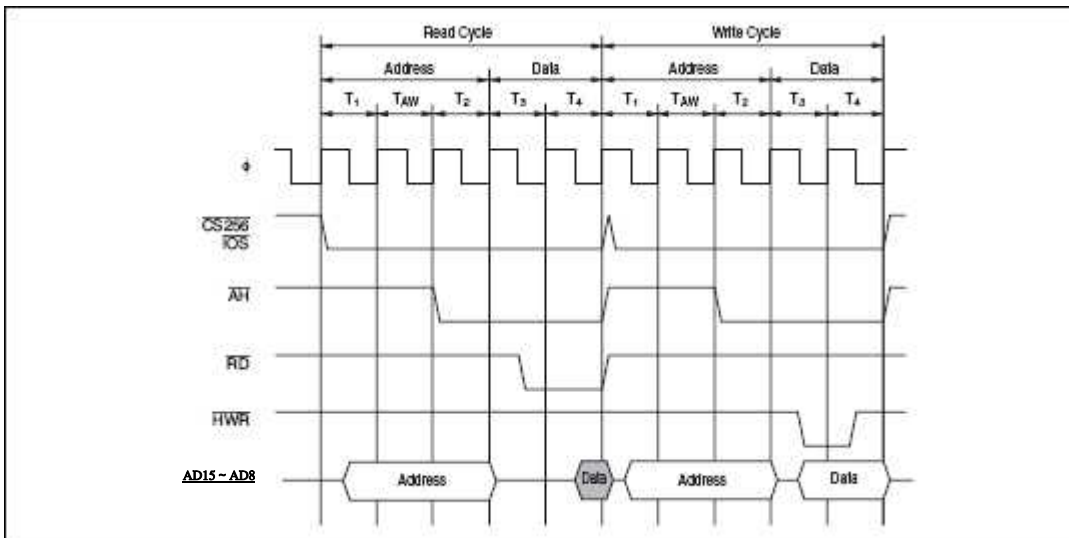 Read Cycle Write Cycle
Address Data Address Data
T₁ TAW T₂ T₃ T₄ T₁ TAW T₂ T₃ T₄
ϕ
CS256
IOS
AH
RD
HWR
AD15 ~ AD8 Address Data Address Data